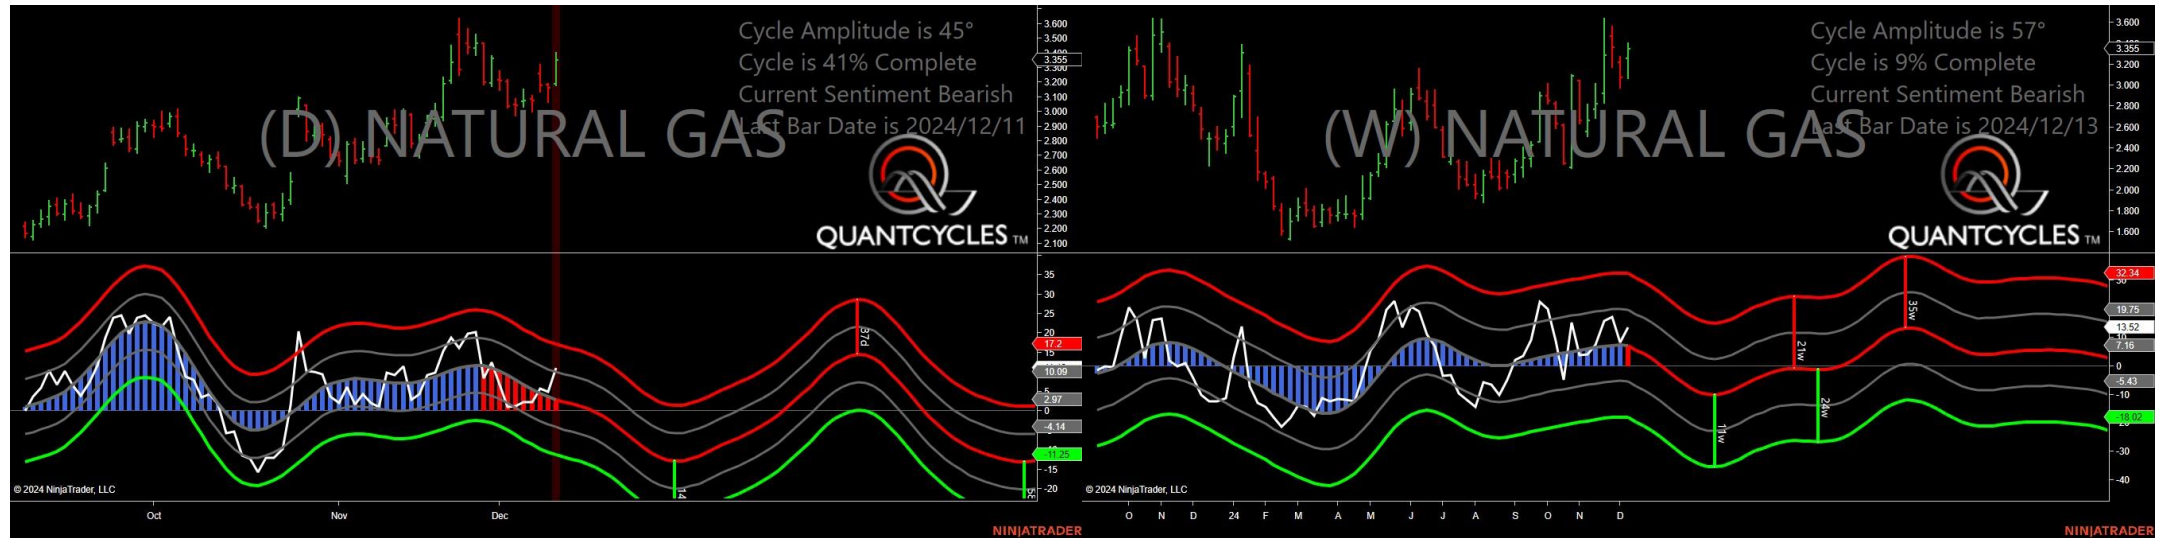 Cycle Amplitude is 45°
Cycle is 41% Complete
Current Sentiment Bearish
Last Bar Date is 2024/12/11
(D) NATURAL GAS
QUANTCYCLES TM
3.600
3.500
3.355
3.300
3.200
3.100
3.000
2.900
2.800
2.700
2.600
2.500
2.400
2.300
2.200
2.100
35
30
25
20
17.2
15
10.09
5
2.97
0
-4.14
-11.25
-15
-20
37d
14
© 2024 NinjaTrader, LLC
Oct
Nov
Dec
NINJATRADER
Cycle Amplitude is 57°
Cycle is 9% Complete
Current Sentiment Bearish
Last Bar Date is 2024/12/13
(W) NATURAL GAS
QUANTCYCLES TM
3.600
3.355
3.200
3.000
2.800
2.600
2.400
2.200
2.000
1.800
1.600
32.34
30
19.75
13.52
7.16
0
-5.43
-10
-18.02
-30
-40
11w
21w
24w
35w
© 2024 NinjaTrader, LLC
O N D 24 F M A M J J A S O N D
NINJATRADER